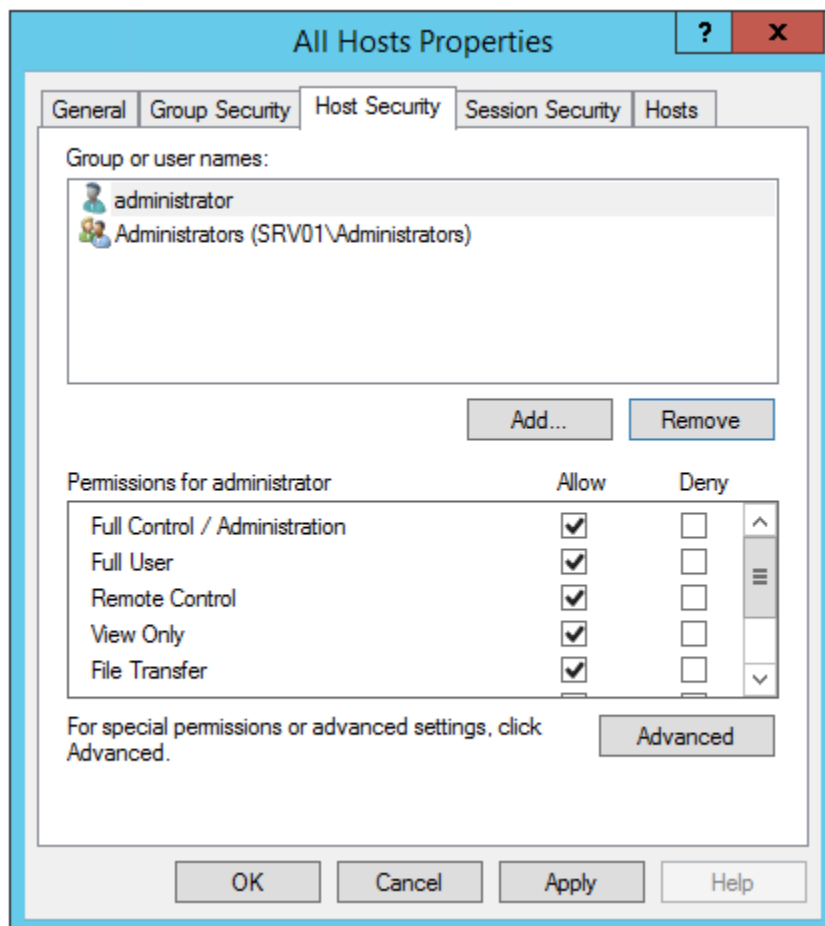 All Hosts Properties
?
x
General
Group Security
Host Security
Session Security
Hosts
Group or user names:
administrator
Administrators (SRV01\Administrators)
Add...
Remove
Permissions for administrator
Allow
Deny
Full Control / Administration
Full User
Remote Control
View Only
File Transfer
For special permissions or advanced settings, click
Advanced.
Advanced
OK
Cancel
Apply
Help